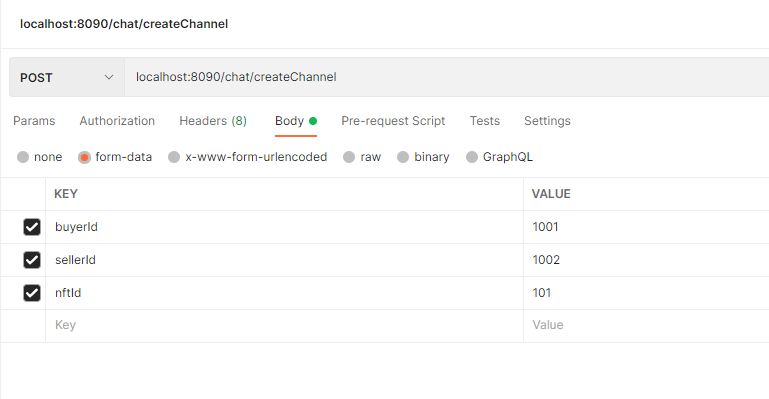 localhost:8090/chat/createChannel
POST localhost:8090/chat/createChannel
Params Authorization Headers (8) Body Pre-request Script Tests Settings
none form-data x-www-form-urlencoded raw binary GraphQL
KEY VALUE
buyerId 1001
sellerId 1002
nftId 101
Key Value